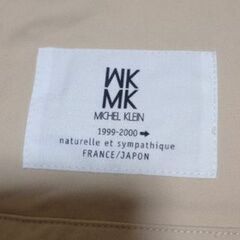 WK
MK
MICHEL KLEIN
1999-2000 →
naturelle et sympathique
FRANCE/JAPON